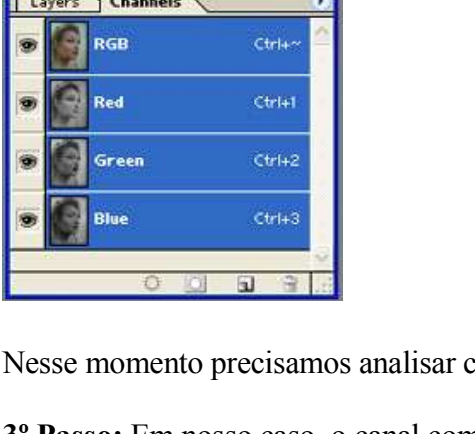 Layers Channels
RGB Ctrl+~
Red Ctrl+1
Green Ctrl+2
Blue Ctrl+3
Nesse momento precisamos analisar c
3º Passo: Em nosso caso, o canal com